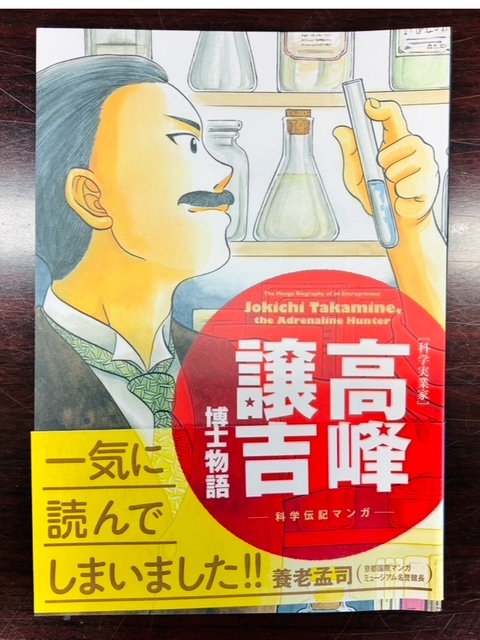 The Manga Biography of an Entrepreneur
Jokichi Takamine,
the Adrenaline Hunter
[科学実業家]
高峰
譲吉
博士物語
科学伝記マンガ
一気に
読んで
しまいました!!
養老孟司
(京都国際マンガ
ミュージアム名誉館長)